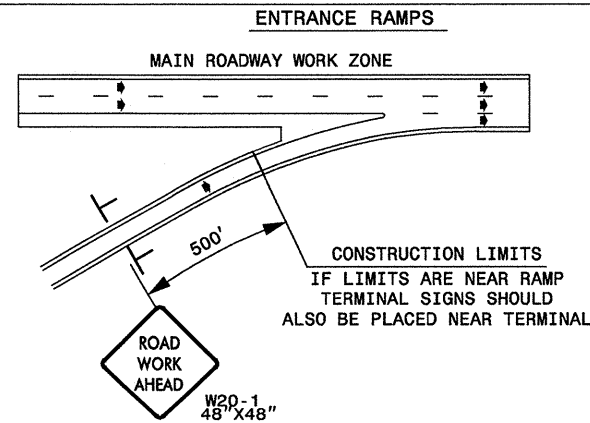 ENTRANCE RAMPS
MAIN ROADWAY WORK ZONE
500'
CONSTRUCTION LIMITS
IF LIMITS ARE NEAR RAMP
TERMINAL SIGNS SHOULD
ALSO BE PLACED NEAR TERMINAL
ROAD
WORK
AHEAD
W20-1
48"X48"